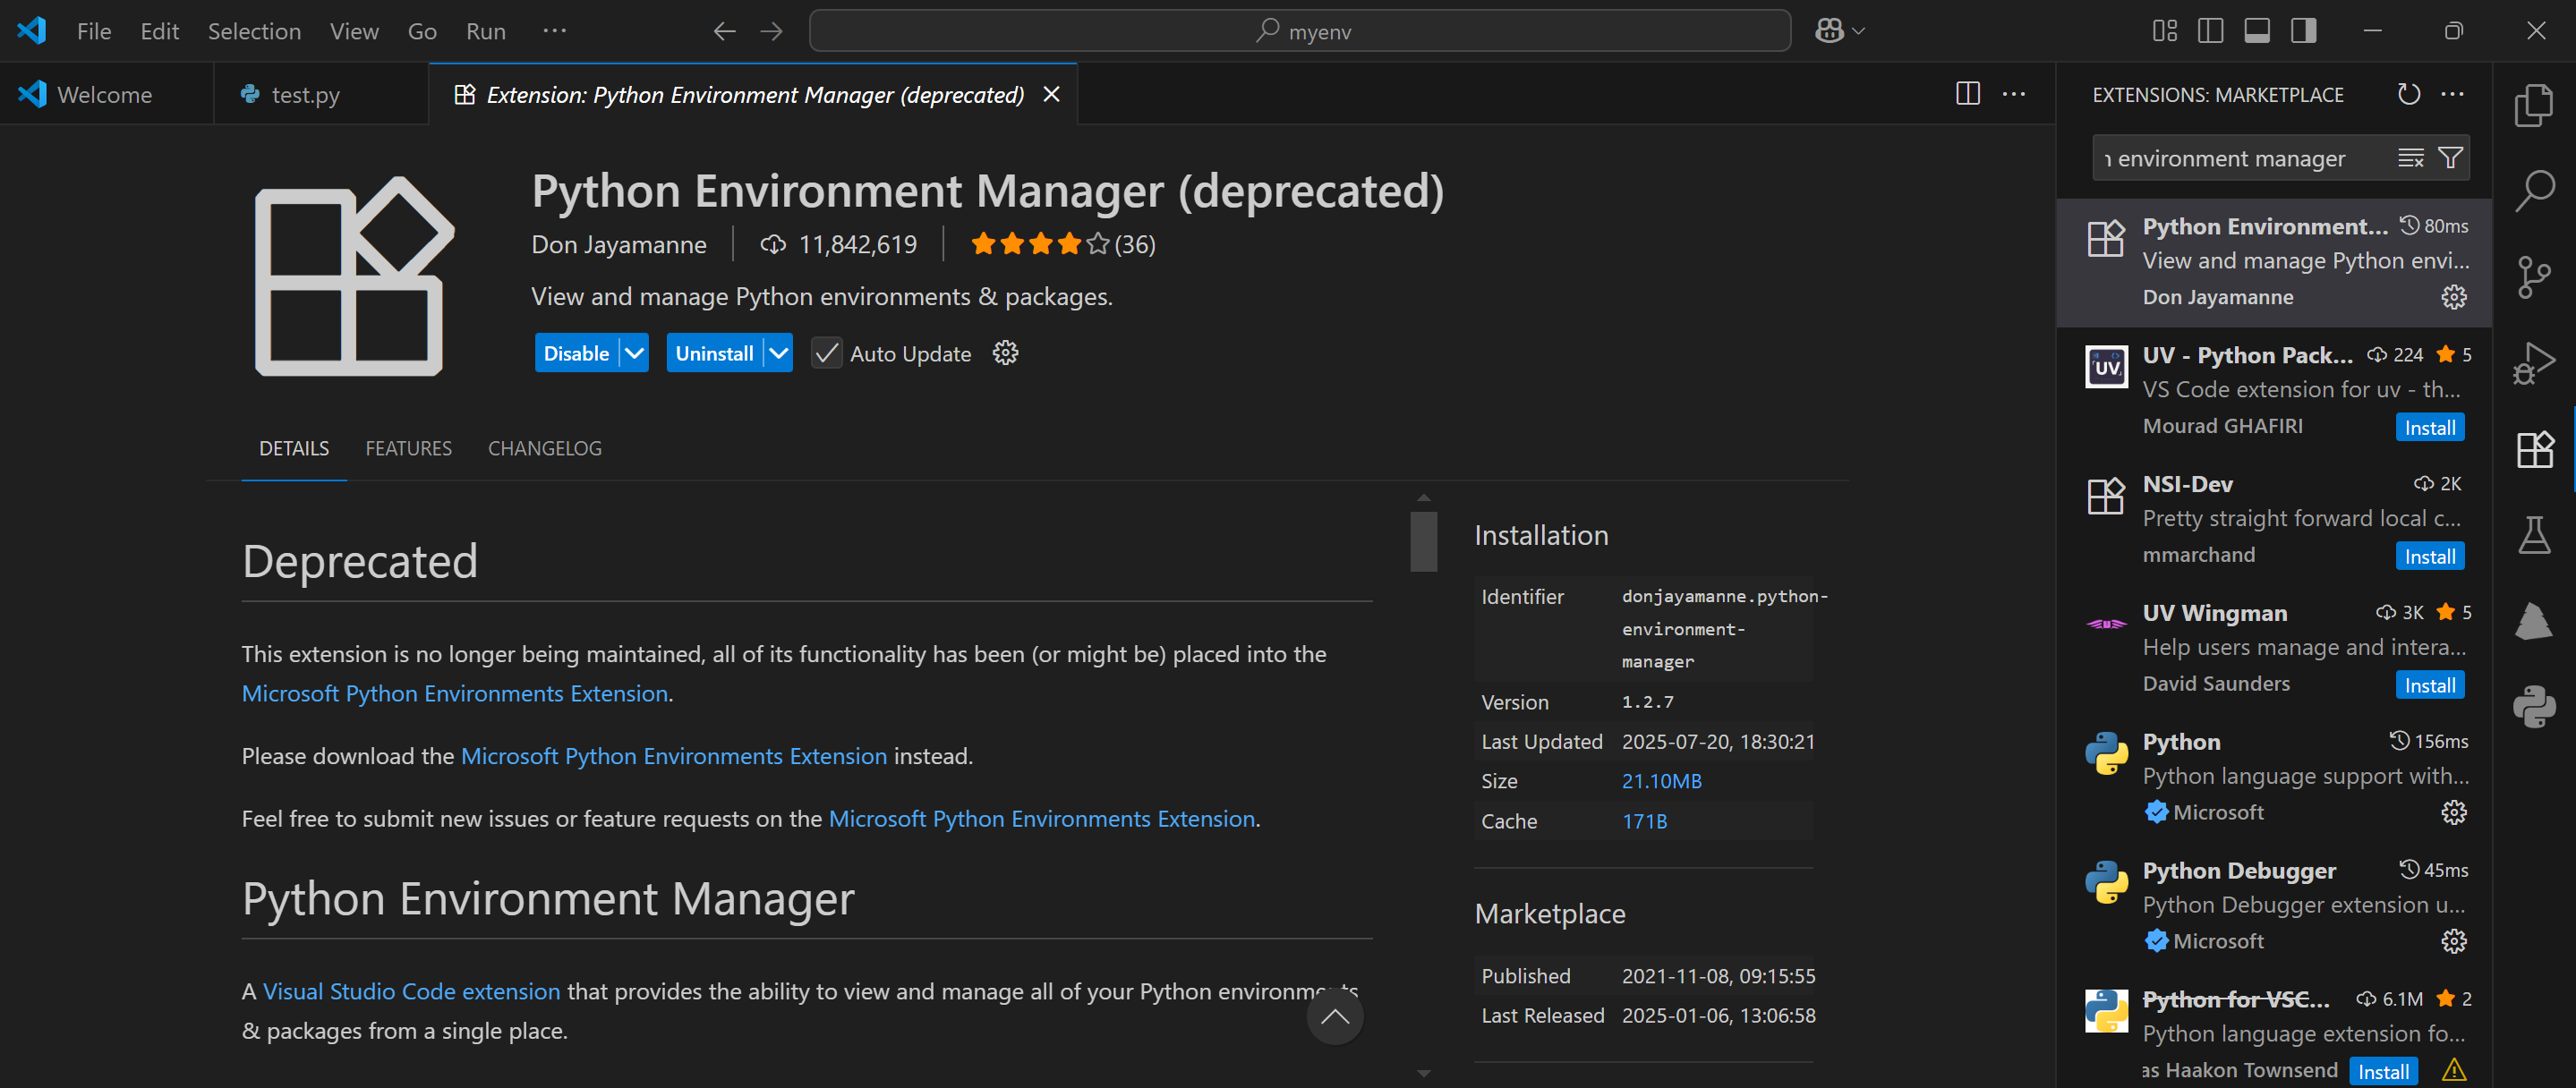 File Edit Selection View Go Run ··· myenv
Welcome
test.py
Extension: Python Environment Manager (deprecated)
Python Environment Manager (deprecated)
Don Jayamanne 11,842,619 (36)
View and manage Python environments & packages.
Disable Uninstall Auto Update
DETAILS FEATURES CHANGELOG
Deprecated
This extension is no longer being maintained, all of its functionality has been (or might be) placed into the
Microsoft Python Environments Extension.
Please download the Microsoft Python Environments Extension instead.
Feel free to submit new issues or feature requests on the Microsoft Python Environments Extension.
Python Environment Manager
A Visual Studio Code extension that provides the ability to view and manage all of your Python environments
& packages from a single place.
Installation
Identifier donjayamanne.python-
environment-
manager
Version 1.2.7
Last Updated 2025-07-20, 18:30:21
Size 21.10MB
Cache 171B
Marketplace
Published 2021-11-08, 09:15:55
Last Released 2025-01-06, 13:06:58
EXTENSIONS: MARKETPLACE
environment manager
Python Environment... 80ms
View and manage Python envi...
Don Jayamanne
UV
UV - Python Pack... 224 5
VS Code extension for uv - th...
Mourad GHAFIRI Install
NSI-Dev 2K
Pretty straight forward local c...
mmarchand Install
UV Wingman 3K 5
Help users manage and intera...
David Saunders Install
Python 156ms
Python language support with...
Microsoft
Python Debugger 45ms
Python Debugger extension u...
Microsoft
Python for VSC... 6.1M 2
Python language extension fo...
as Haakon Townsend Install